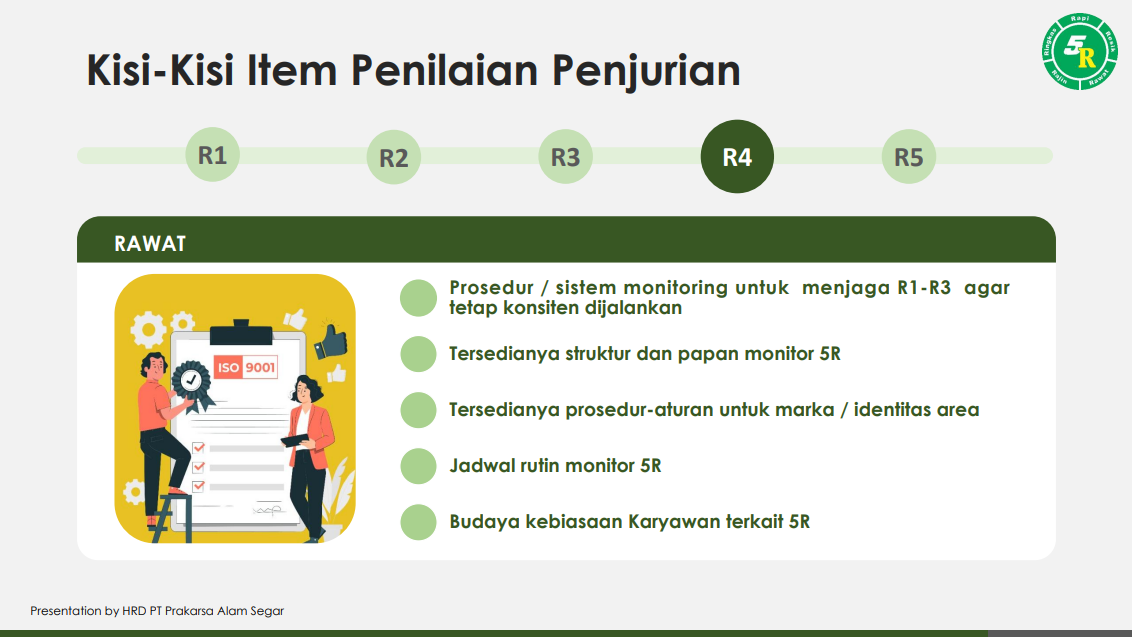 Kisi-Kisi Item Penilaian Penjurian
Ringkas Rapi Resik Rawat Rajin
5R
R1 R2 R3 R4 R5
RAWAT
ISO 9001
Prosedur / sistem monitoring untuk menjaga R1-R3 agar
tetap konsiten dijalankan
Tersedianya struktur dan papan monitor 5R
Tersedianya prosedur-aturan untuk marka / identitas area
Jadwal rutin monitor 5R
Budaya kebiasaan Karyawan terkait 5R
Presentation by HRD PT Prakarsa Alam Segar